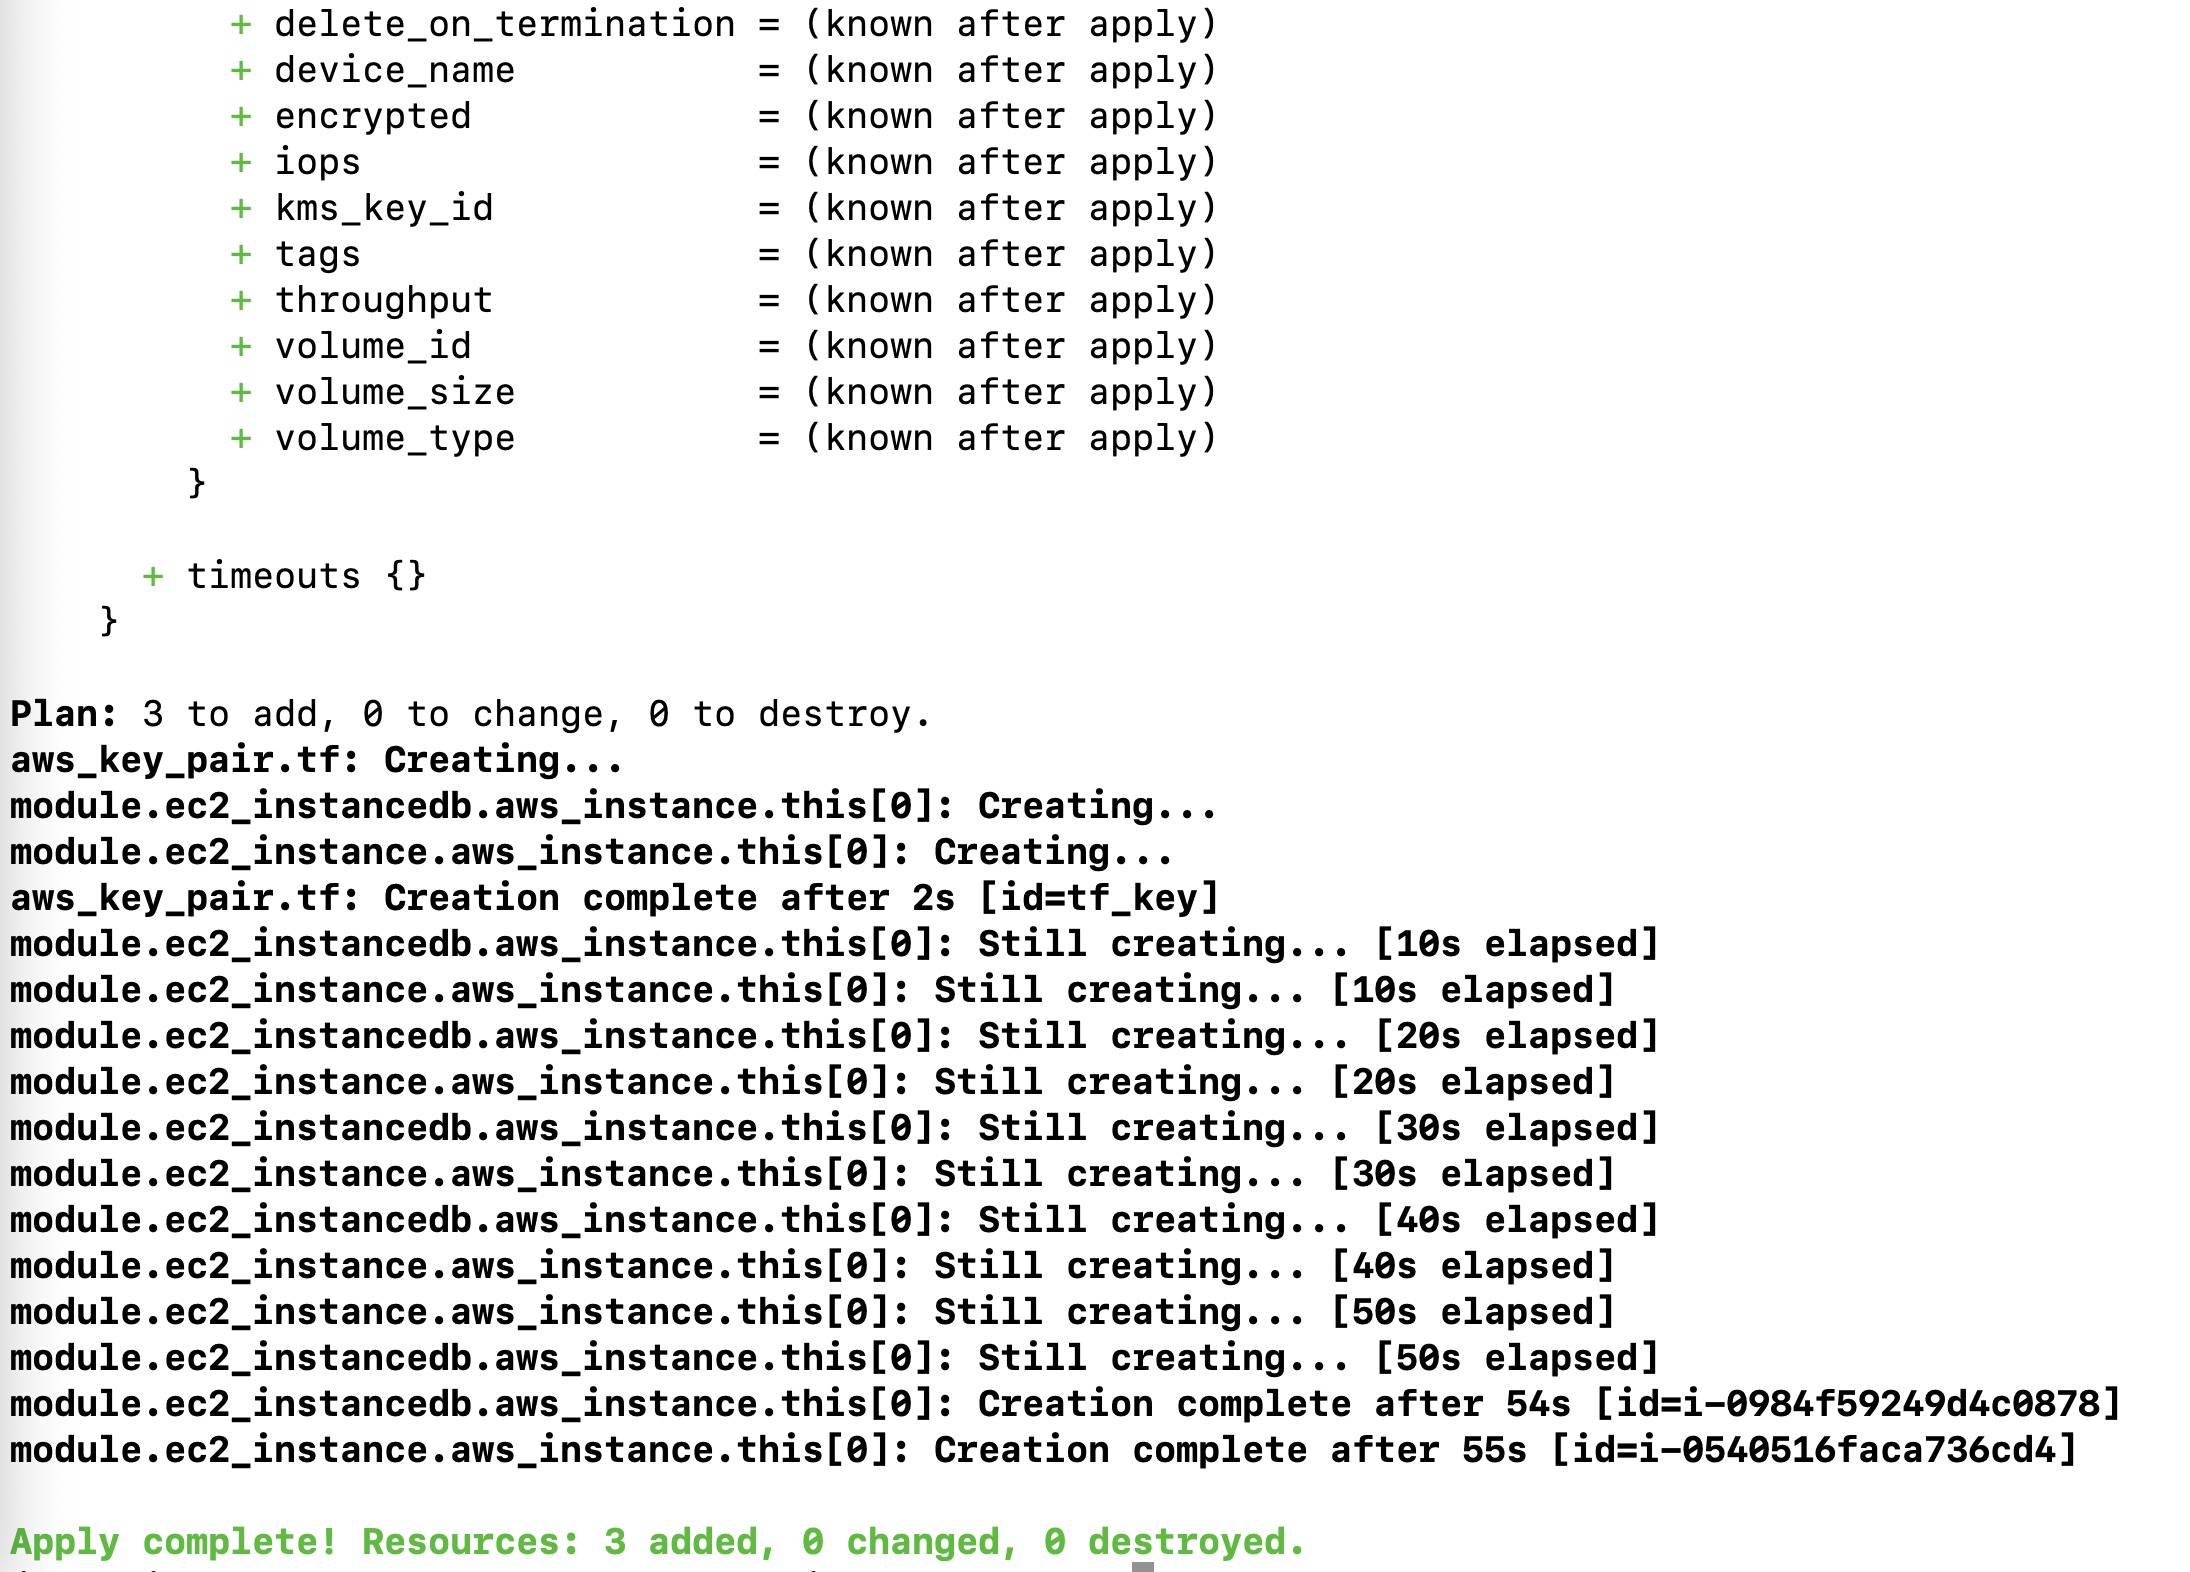 + delete_on_termination = (known after apply)
+ device_name = (known after apply)
+ encrypted = (known after apply)
+ iops = (known after apply)
+ kms_key_id = (known after apply)
+ tags = (known after apply)
+ throughput = (known after apply)
+ volume_id = (known after apply)
+ volume_size = (known after apply)
+ volume_type = (known after apply)
}
+ timeouts {}
}
Plan: 3 to add, 0 to change, 0 to destroy.
aws_key_pair.tf: Creating...
module.ec2_instancedb.aws_instance.this[0]: Creating...
module.ec2_instance.aws_instance.this[0]: Creating...
aws_key_pair.tf: Creation complete after 2s [id=tf_key]
module.ec2_instancedb.aws_instance.this[0]: Still creating... [10s elapsed]
module.ec2_instance.aws_instance.this[0]: Still creating... [10s elapsed]
module.ec2_instancedb.aws_instance.this[0]: Still creating... [20s elapsed]
module.ec2_instance.aws_instance.this[0]: Still creating... [20s elapsed]
module.ec2_instancedb.aws_instance.this[0]: Still creating... [30s elapsed]
module.ec2_instance.aws_instance.this[0]: Still creating... [30s elapsed]
module.ec2_instancedb.aws_instance.this[0]: Still creating... [40s elapsed]
module.ec2_instance.aws_instance.this[0]: Still creating... [40s elapsed]
module.ec2_instance.aws_instance.this[0]: Still creating... [50s elapsed]
module.ec2_instancedb.aws_instance.this[0]: Still creating... [50s elapsed]
module.ec2_instancedb.aws_instance.this[0]: Creation complete after 54s [id=i-0984f59249d4c0878]
module.ec2_instance.aws_instance.this[0]: Creation complete after 55s [id=i-0540516faca736cd4]
Apply complete! Resources: 3 added, 0 changed, 0 destroyed.